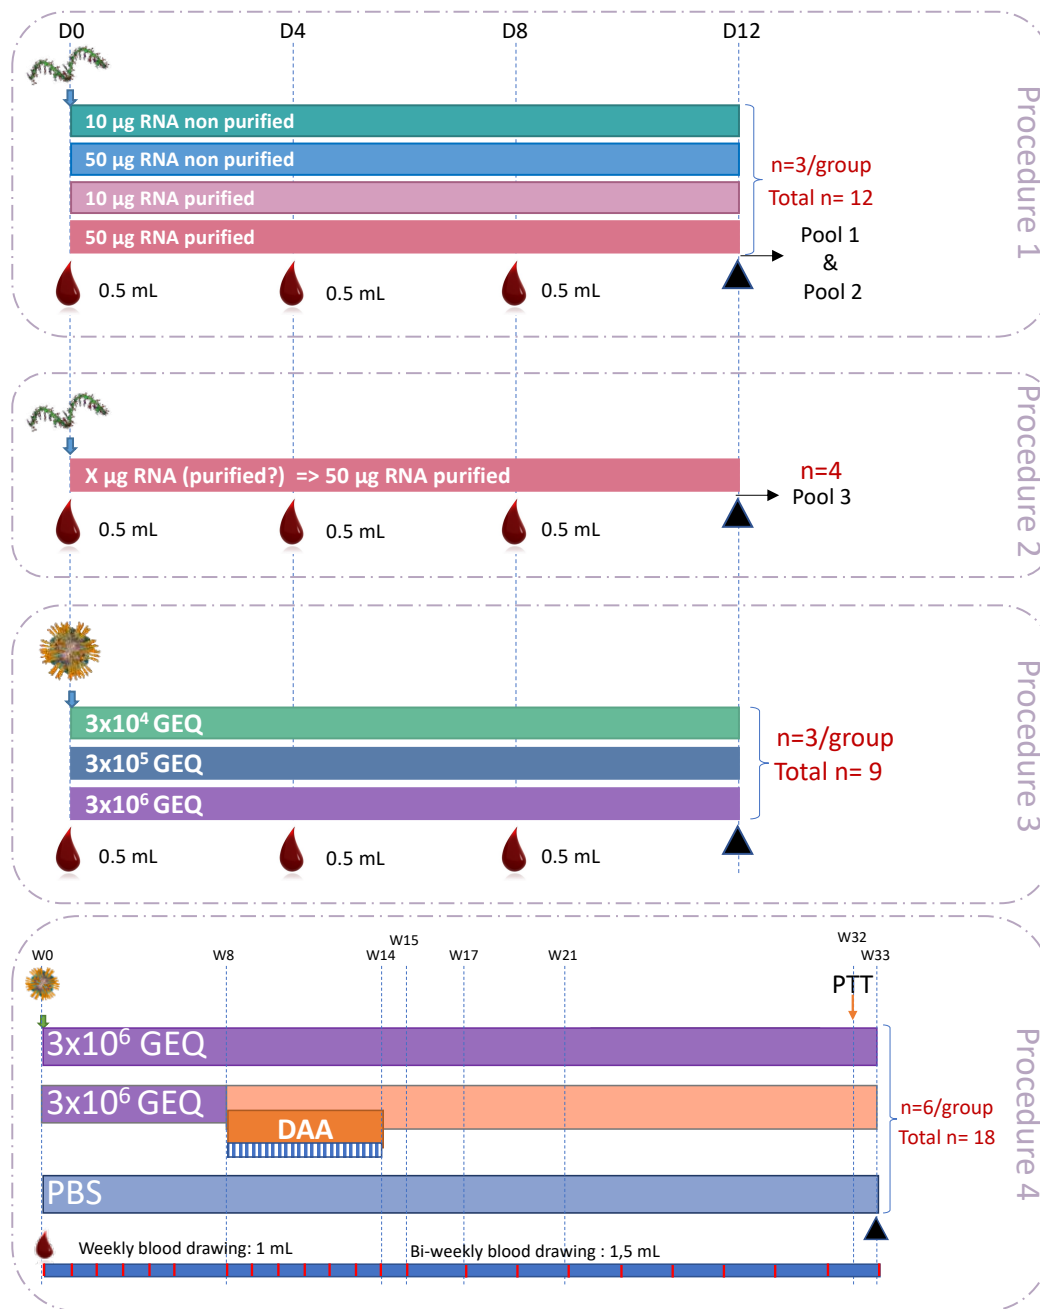 D0 D4 D8 D12
Procedure 1
10 µg RNA non purified
50 µg RNA non purified
10 µg RNA purified
50 µg RNA purified
n=3/group
Total n= 12
Pool 1
&
Pool 2
0.5 mL 0.5 mL 0.5 mL
Procedure 2
X µg RNA (purified?) => 50 µg RNA purified
n=4
Pool 3
0.5 mL 0.5 mL 0.5 mL
Procedure 3
3x10⁴ GEQ
3x10⁵ GEQ
3x10⁶ GEQ
n=3/group
Total n= 9
0.5 mL 0.5 mL 0.5 mL
Procedure 4
W0 W8 W14 W15 W17 W21 W32 W33
PTT
3x10⁶ GEQ
3x10⁶ GEQ
DAA
PBS
n=6/group
Total n= 18
Weekly blood drawing: 1 mL
Bi-weekly blood drawing : 1,5 mL